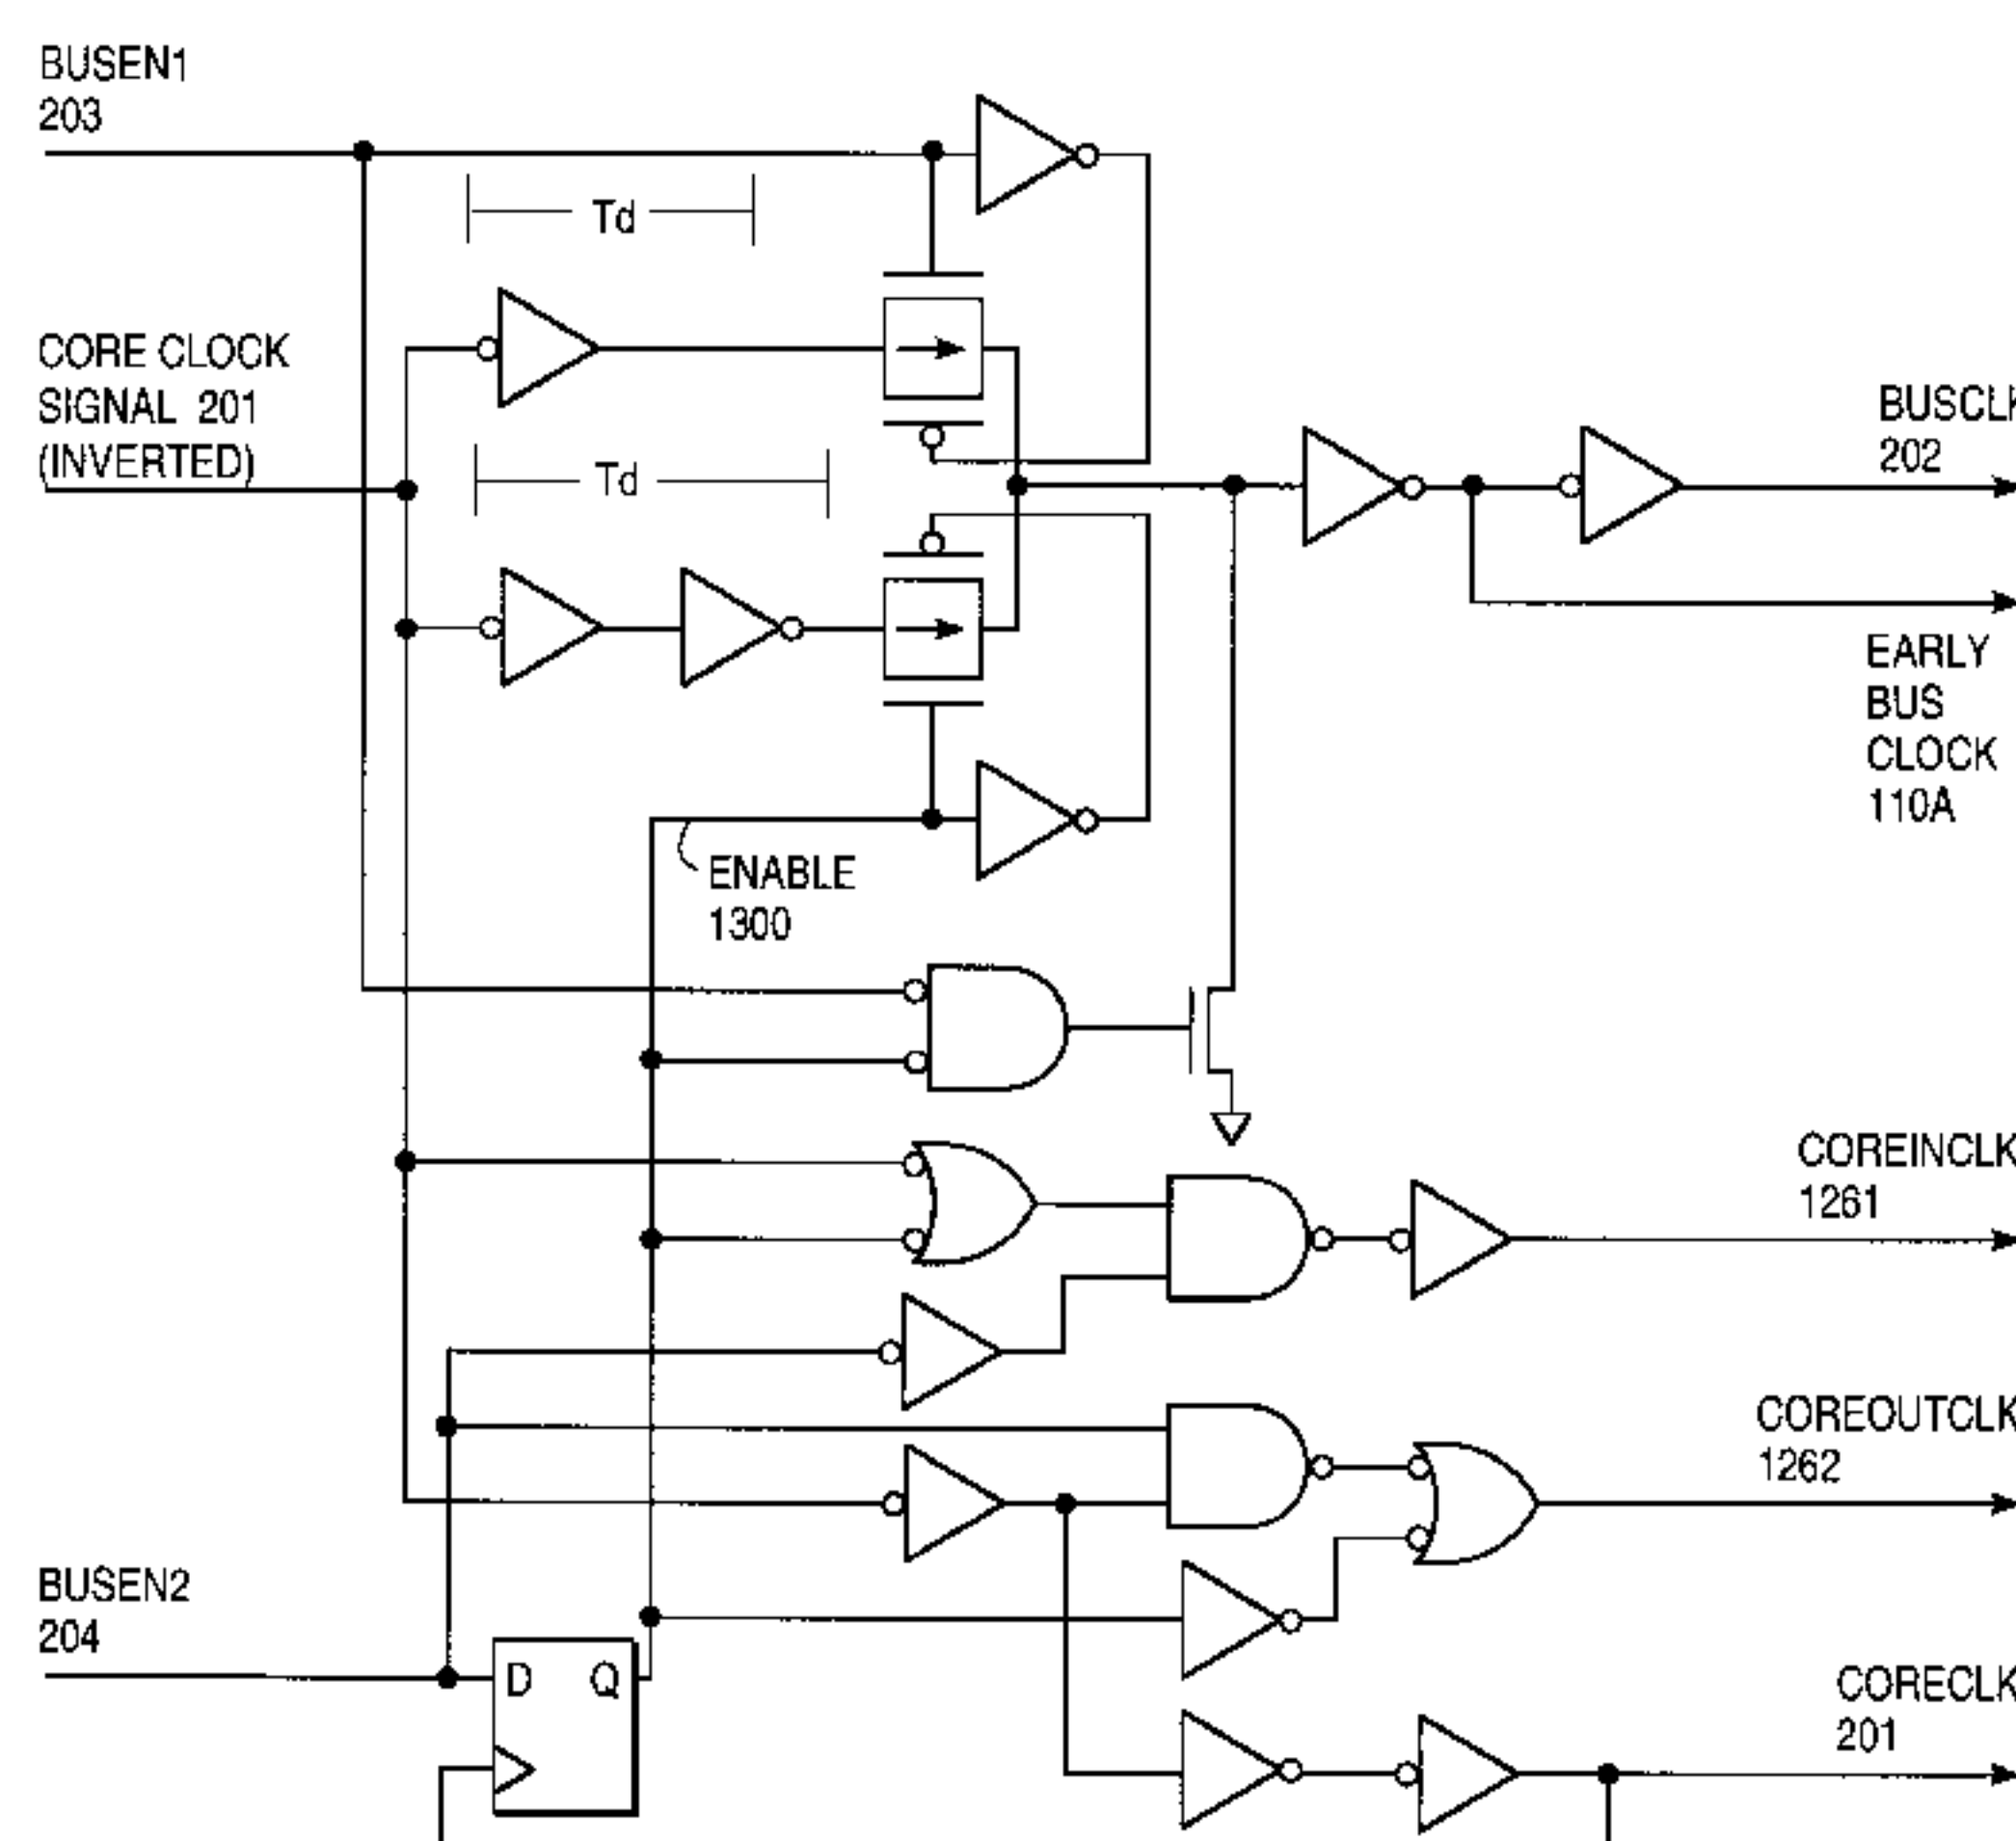 BUSEN1
203
Td
CORE CLOCK
SIGNAL 201
(INVERTED)
Td
BUSCLK
202
EARLY
BUS
CLOCK
110A
ENABLE
1300
COREINCLK
1261
COREOUTCLK
1262
BUSEN2
204
D Q
CORECLK
201